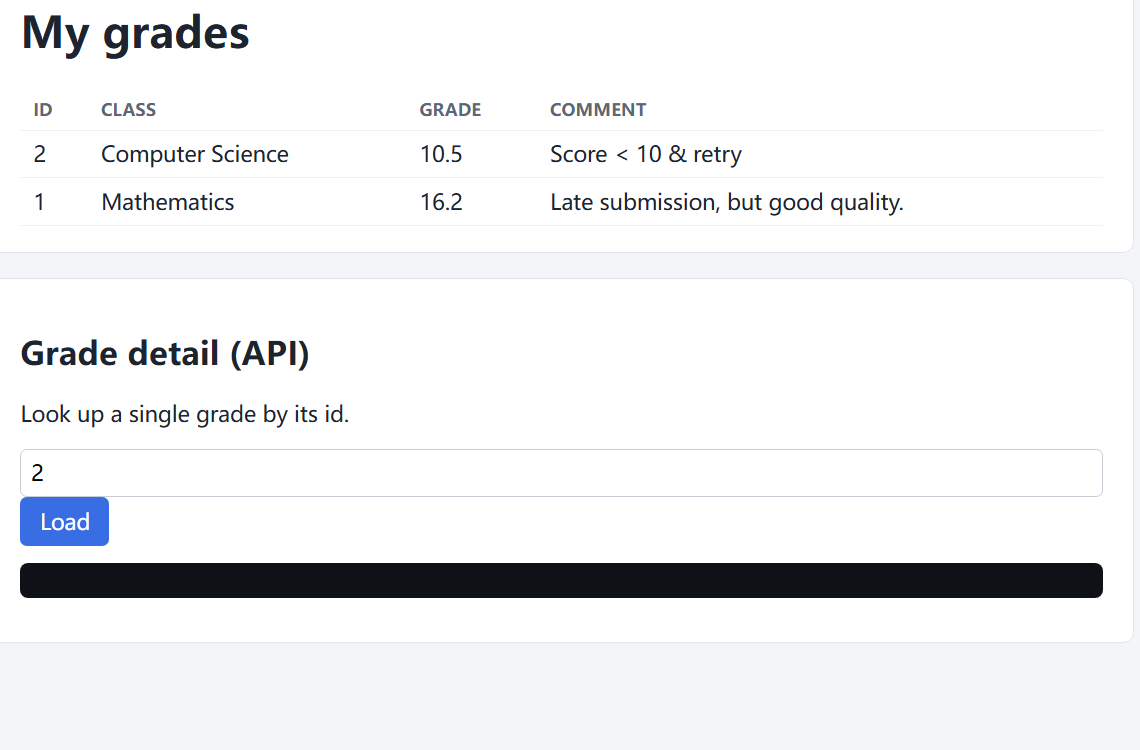 My grades
ID CLASS GRADE COMMENT
2 Computer Science 10.5 Score < 10 & retry
1 Mathematics 16.2 Late submission, but good quality.
Grade detail (API)
Look up a single grade by its id.
2
Load